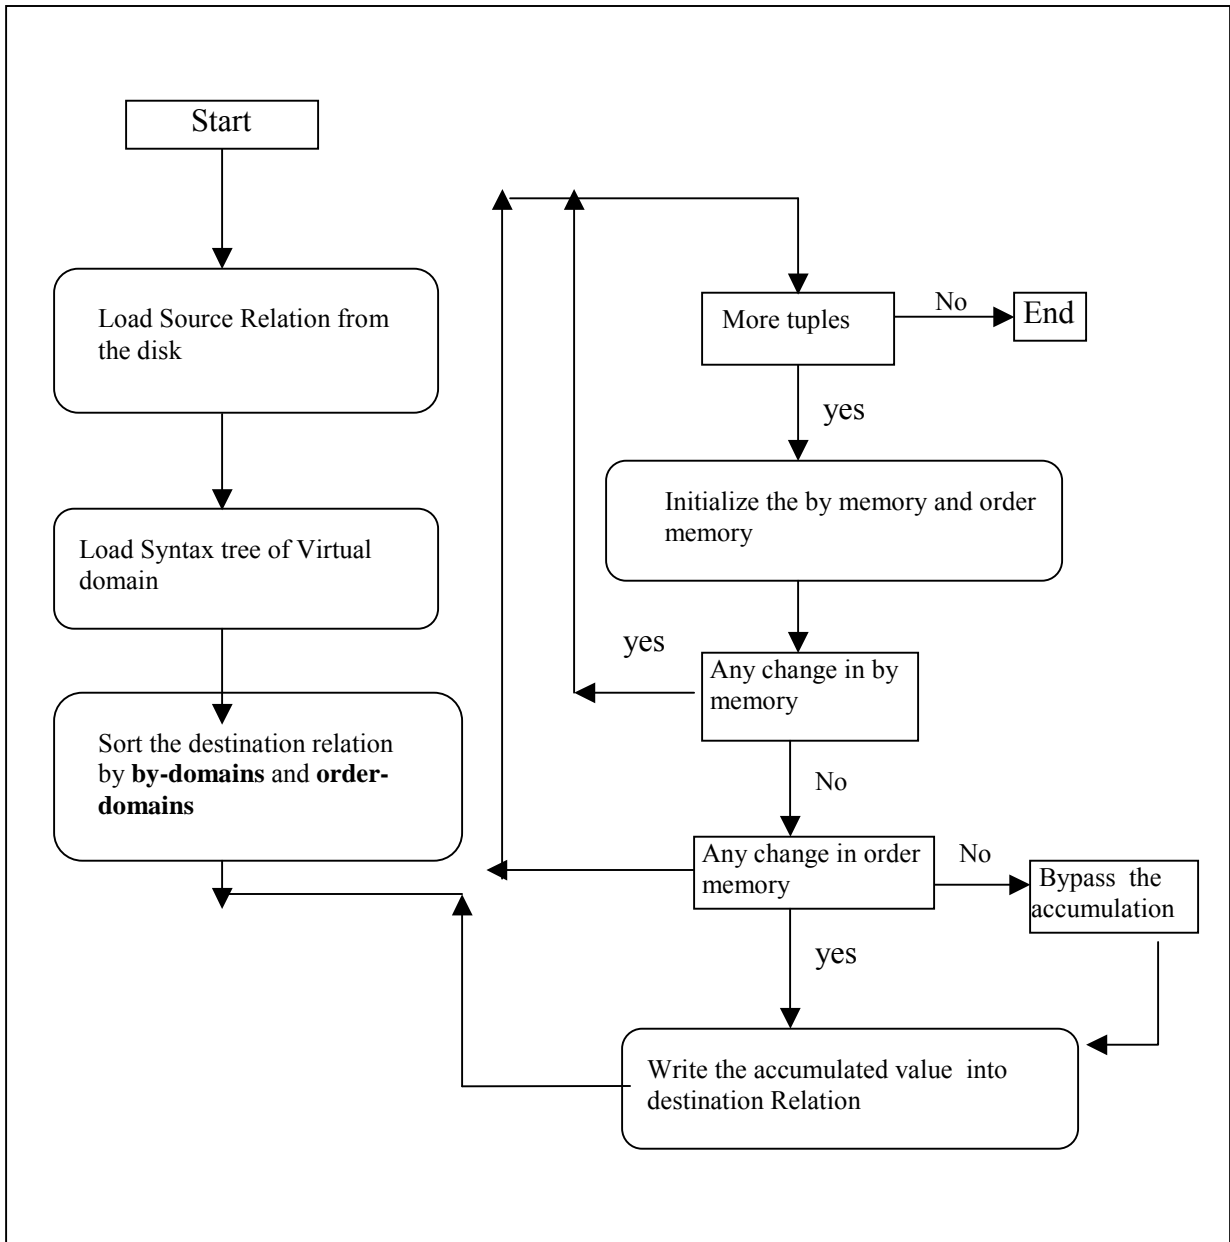 Start
Load Source Relation from
the disk
Load Syntax tree of Virtual
domain
Sort the destination relation
by by-domains and order-
domains
More tuples
No
End
yes
Initialize the by memory and order
memory
yes
Any change in by
memory
No
Any change in order
memory
No
Bypass the
accumulation
yes
Write the accumulated value into
destination Relation